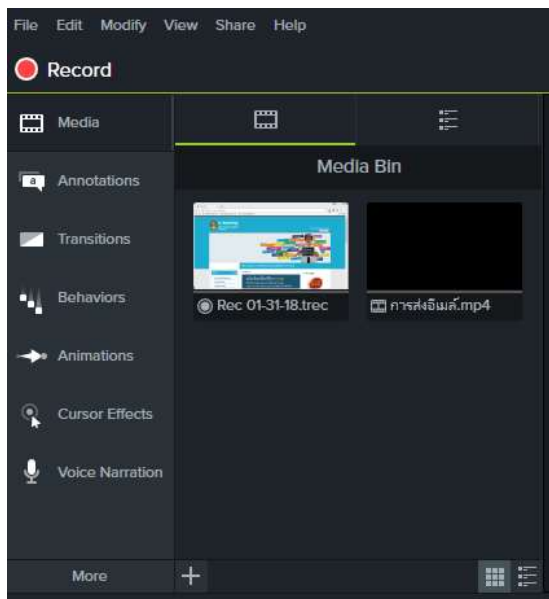 File Edit Modify View Share Help
Record
Media
Annotations
Transitions
Behaviors
Animations
Cursor Effects
Voice Narration
More
Media Bin
Rec 01-31-18.trec
การส่งอีเมล์.mp4